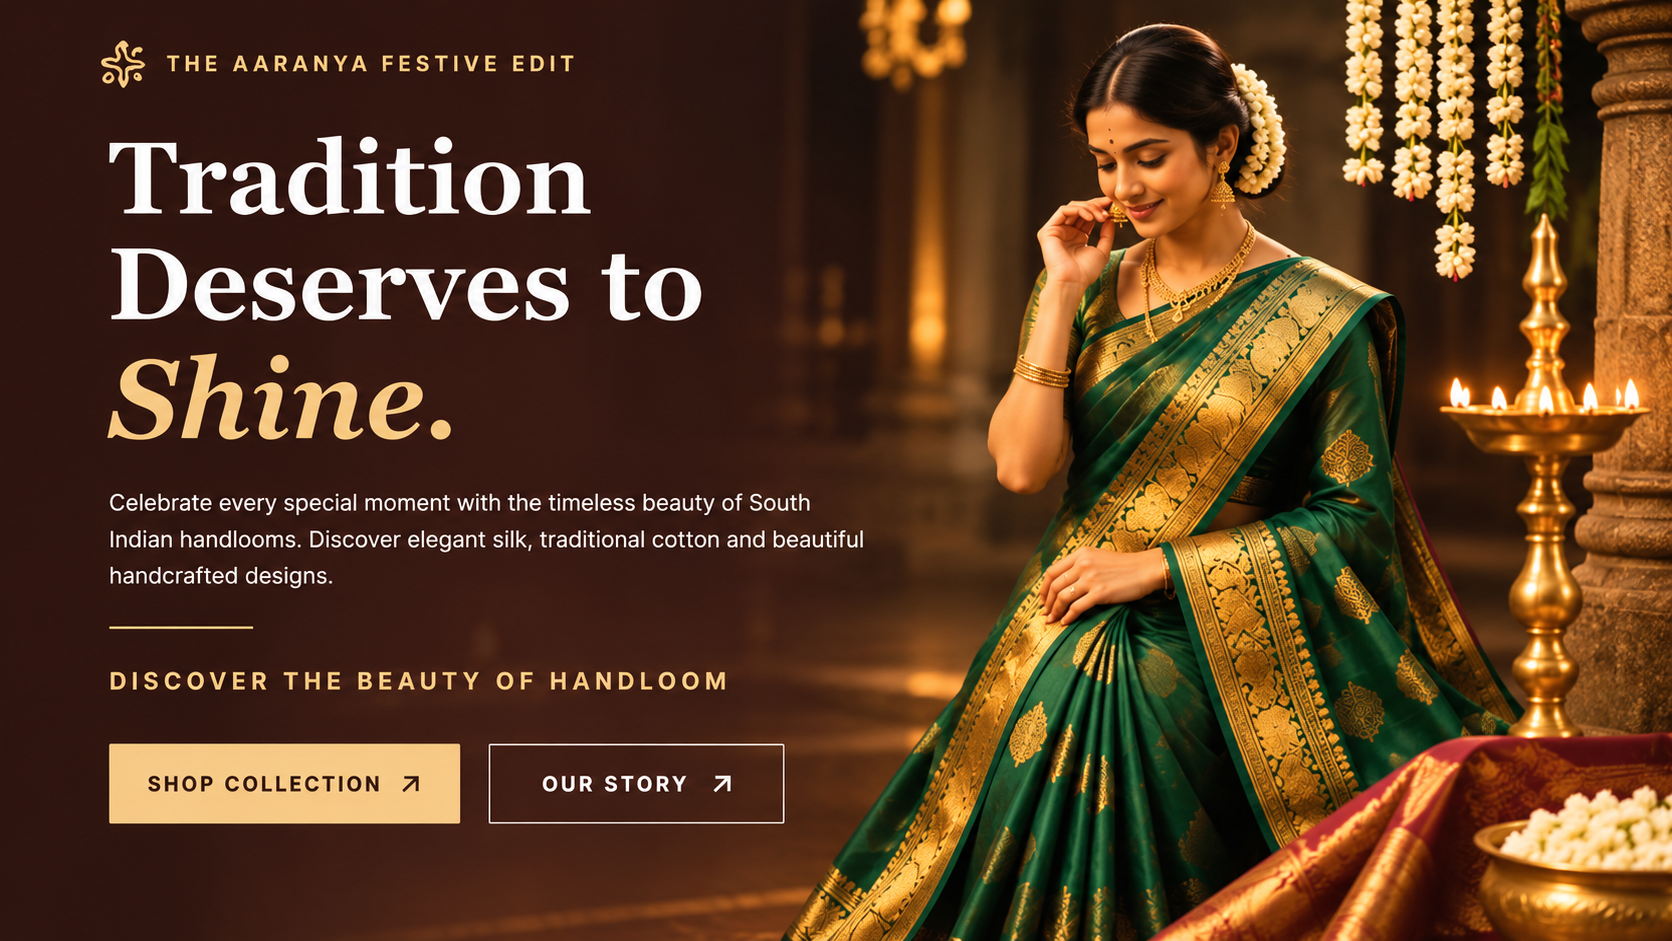 THE AARANYA FESTIVE EDIT
Tradition
Deserves to
Shine.
Celebrate every special moment with the timeless beauty of South
Indian handlooms. Discover elegant silk, traditional cotton and beautiful
handcrafted designs.
DISCOVER THE BEAUTY OF HANDLOOM
SHOP COLLECTION
OUR STORY